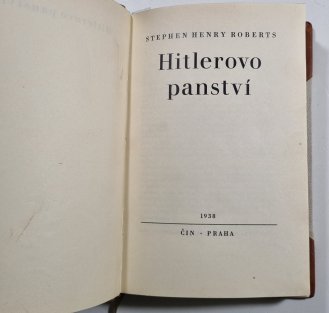 STEPHEN HENRY ROBERTS
Hitlerovo
panství
1938
ČIN - PRAHA